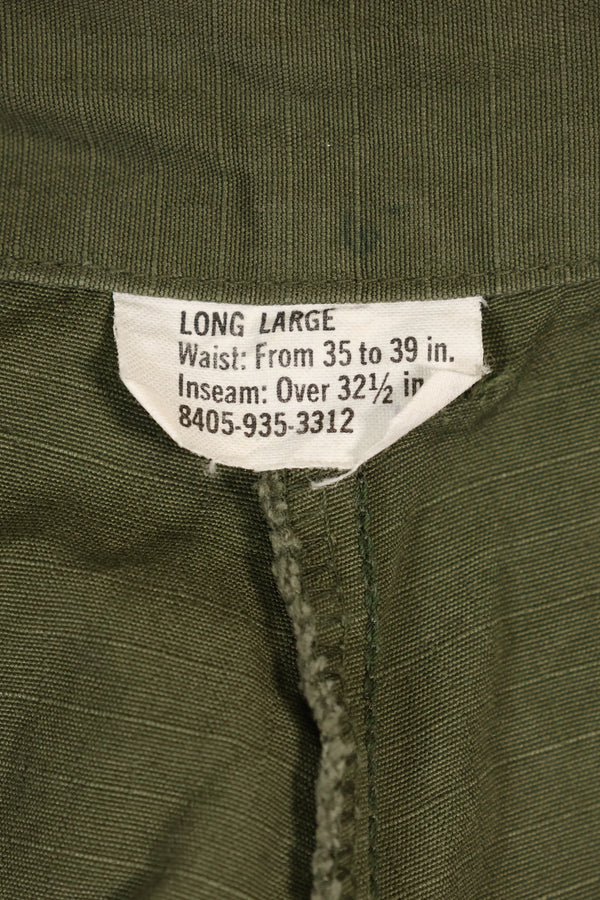 LONG LARGE
Waist: From 35 to 39 in.
Inseam: Over 32½ in
8405-935-3312